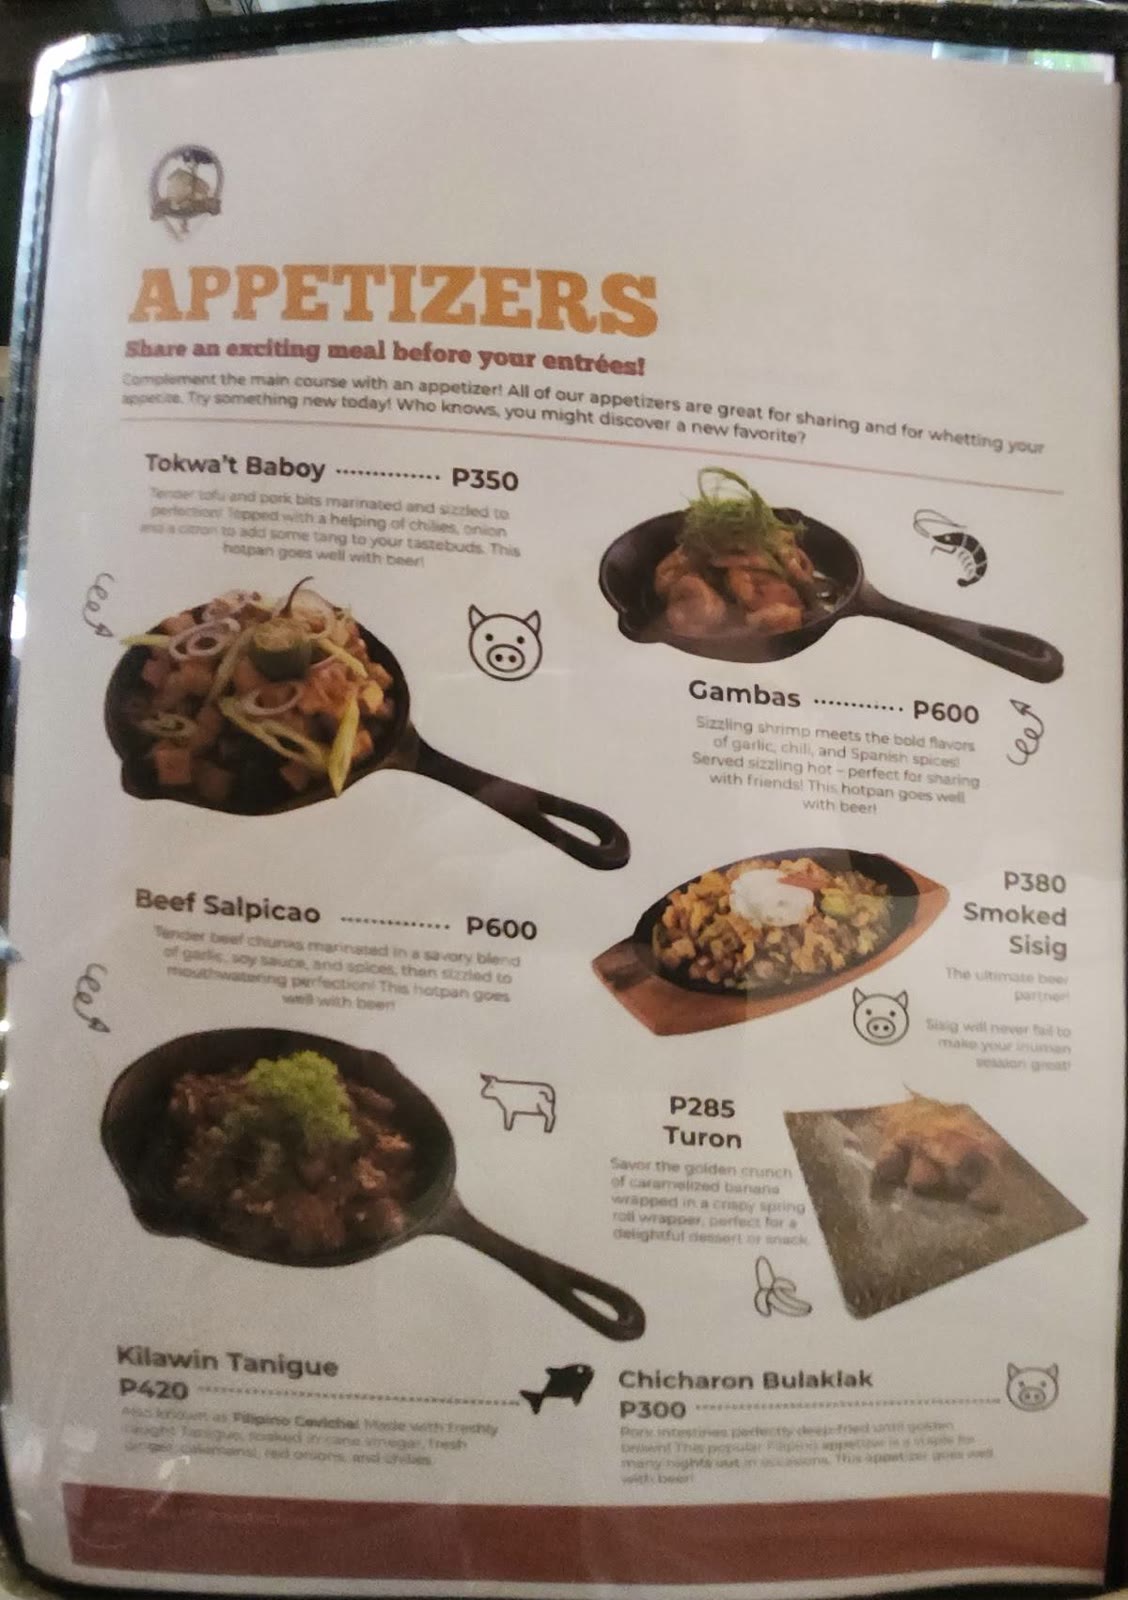 APPETIZERS
Share an exciting meal before your entrées!
Complement the main course with an appetizer! All of our appetizers are great for sharing and for whetting your
appetite. Try something new today! Who knows, you might discover a new favorite?
Tokwa't Baboy .............. P350
Tender tofu and pork bits marinated and sizzled to
perfection! Topped with a helping of chilies, onion
and a citron to add some tang to your tastebuds. This
hotpan goes well with beer!
Gambas ............ P600
Sizzling shrimp meets the bold flavors
of garlic, chili, and Spanish spices!
Served sizzling hot – perfect for sharing
with friends! This hotpan goes well
with beer!
Beef Salpicao .............. P600
Tender beef chunks marinated in a savory blend
of garlic, soy sauce, and spices, then sizzled to
mouthwatering perfection! This hotpan goes
well with beer!
P380
Smoked
Sisig
The ultimate beer
partner!
Sisig will never fail to
make your inuman
session great!
P285
Turon
Savor the golden crunch
of caramelized banana
wrapped in a crispy spring
roll wrapper, perfect for a
delightful dessert or snack.
Kilawin Tanigue
P420
Also known as Filipino Ceviche! Made with freshly
caught Tanigue, soaked in cane vinegar, fresh
ginger, calamansi, red onions, and chilies.
Chicharon Bulaklak
P300
Pork intestines perfectly deep-fried until golden
brown! This popular Filipino appetizer is a staple for
many nights out in occasions. This appetizer goes well
with beer!